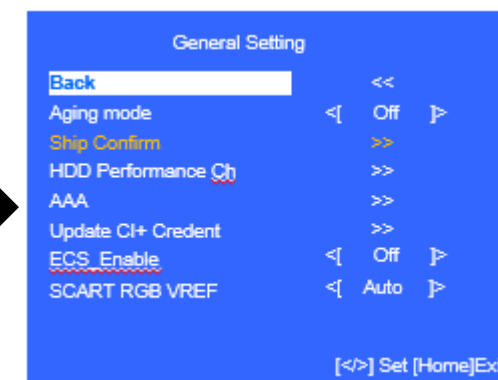 General Setting
Back <<
Aging mode <[ Off ]>
Ship Confirm >>
HDD Performance Ch >>
AAA >>
Update CI+ Credent >>
ECS_Enable <[ Off ]>
SCART RGB VREF <[ Auto ]>
[</>] Set [Home]Ex